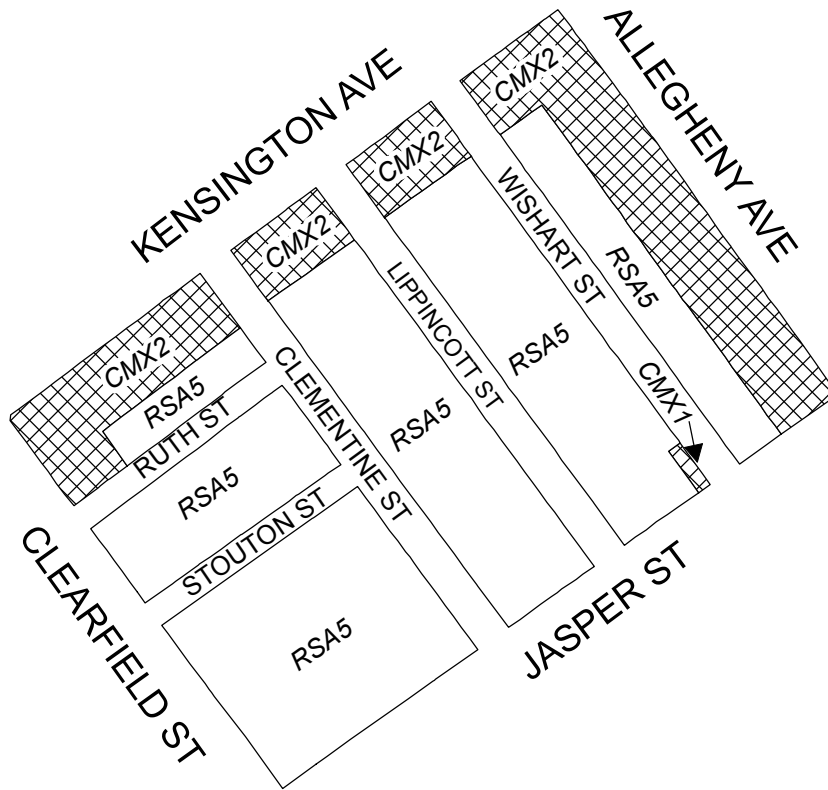 ALLEGHENY AVE
KENSINGTON AVE
CMX2
CMX2
CMX2
CMX2
WISHART ST
RSA5
LIPPINCOTT ST
RSA5
CMX1
CLEMENTINE ST
RSA5
RSA5
RUTH ST
RSA5
STOUTON ST
RSA5
CLEARFIELD ST
JASPER ST